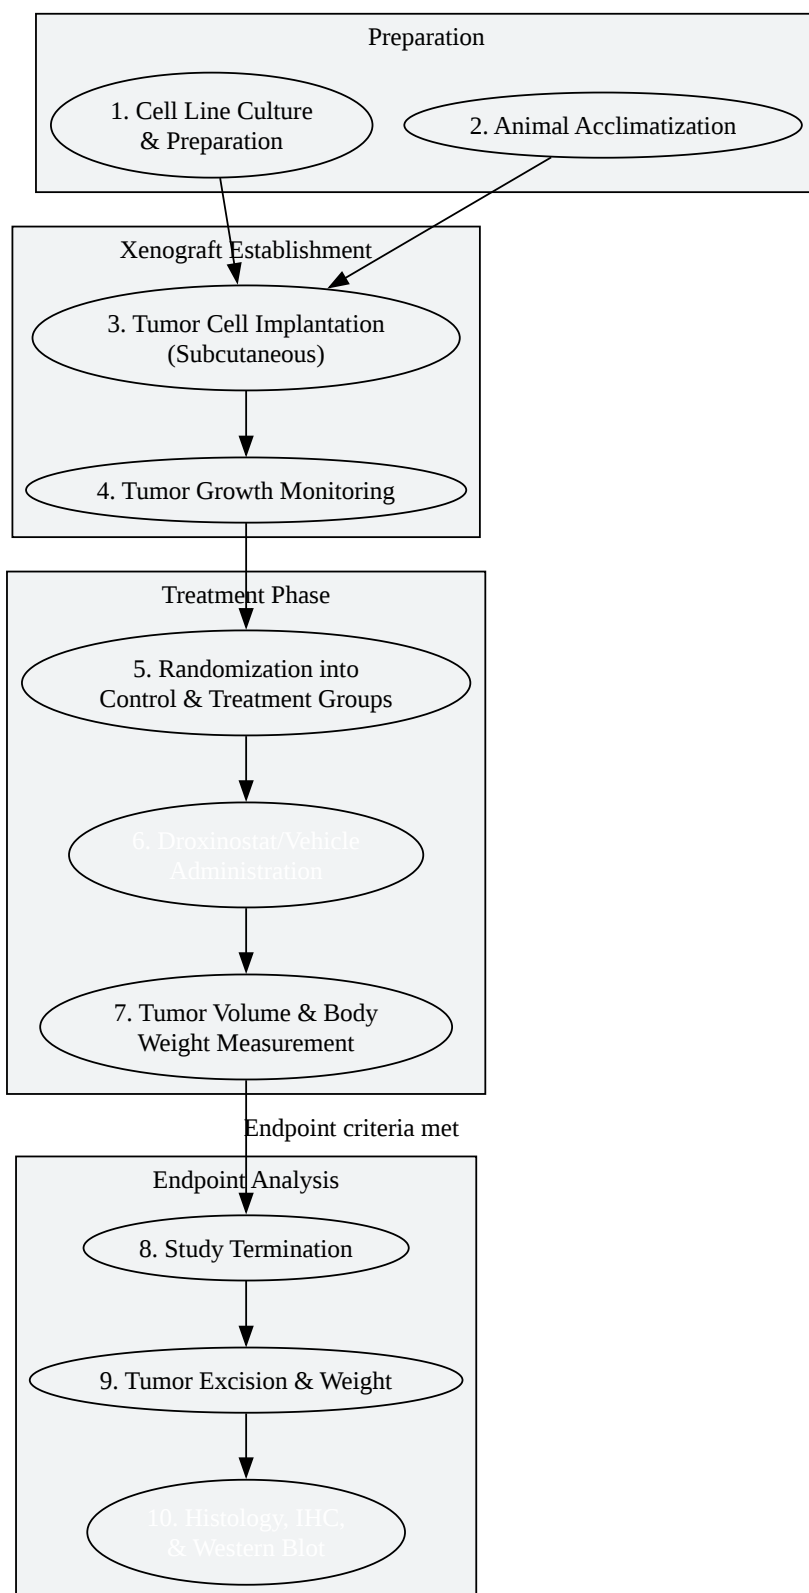 Preparation
1. Cell Line Culture
& Preparation
2. Animal Acclimatization
Xenograft Establishment
3. Tumor Cell Implantation
(Subcutaneous)
4. Tumor Growth Monitoring
Treatment Phase
5. Randomization into
Control & Treatment Groups
6. Droxinostat/Vehicle
Administration
7. Tumor Volume & Body
Weight Measurement
Endpoint criteria met
Endpoint Analysis
8. Study Termination
9. Tumor Excision & Weight
10. Histology, IHC,
& Western Blot